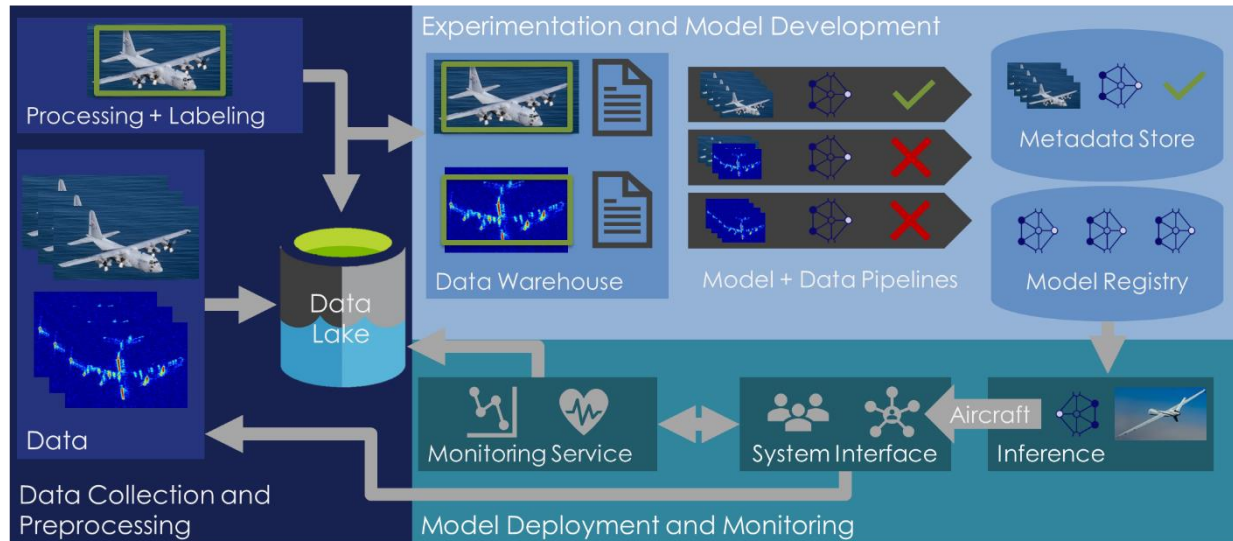 Experimentation and Model Development
Processing + Labeling
Metadata Store
Data Warehouse
Model + Data Pipelines
Model Registry
Data
Lake
Data
Monitoring Service
System Interface
Aircraft
Inference
Data Collection and
Preprocessing
Model Deployment and Monitoring